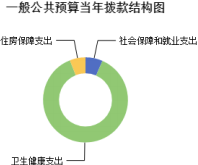 一般公共预算当年拨款结构图
住房保障支出
社会保障和就业支出
卫生健康支出